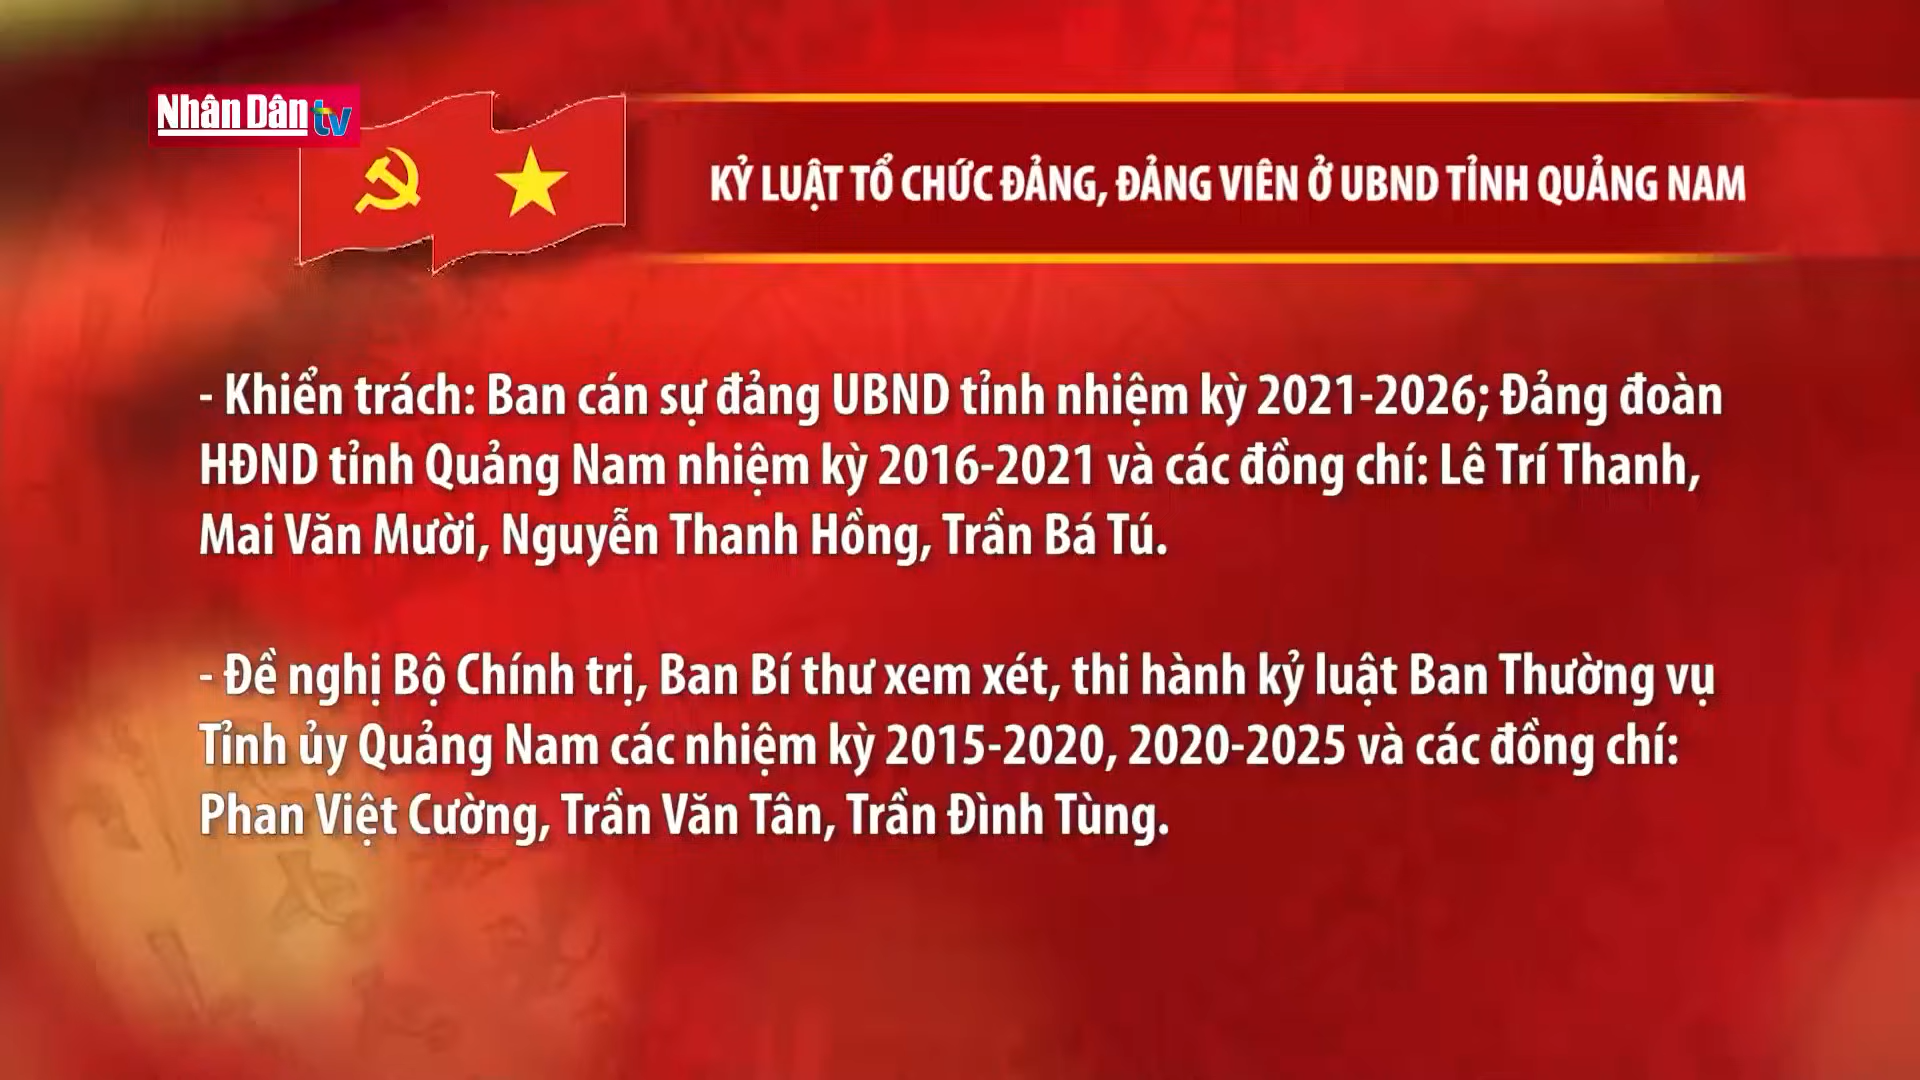 Nhân Dân tv
KỶ LUẬT TỔ CHỨC ĐẢNG, ĐẢNG VIÊN Ở UBND TỈNH QUẢNG NAM
- Khiển trách: Ban cán sự đảng UBND tỉnh nhiệm kỳ 2021-2026; Đảng đoàn
HĐND tỉnh Quảng Nam nhiệm kỳ 2016-2021 và các đồng chí: Lê Trí Thanh,
Mai Văn Mười, Nguyễn Thanh Hồng, Trần Bá Tú.
- Đề nghị Bộ Chính trị, Ban Bí thư xem xét, thi hành kỷ luật Ban Thường vụ
Tỉnh ủy Quảng Nam các nhiệm kỳ 2015-2020, 2020-2025 và các đồng chí:
Phan Việt Cường, Trần Văn Tân, Trần Đình Tùng.